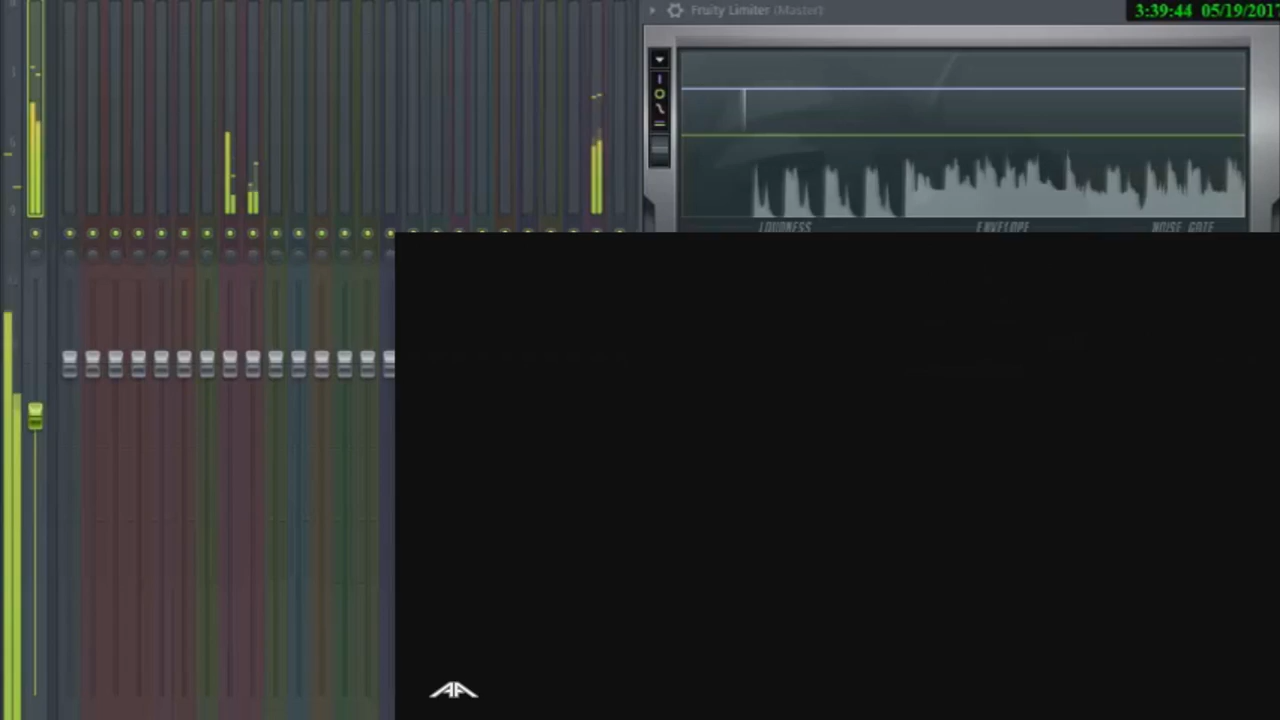 Fruity Limiter (Master)
3:39:44 05/19/2017
LOUDNESS ENVELOPE NOISE GATE